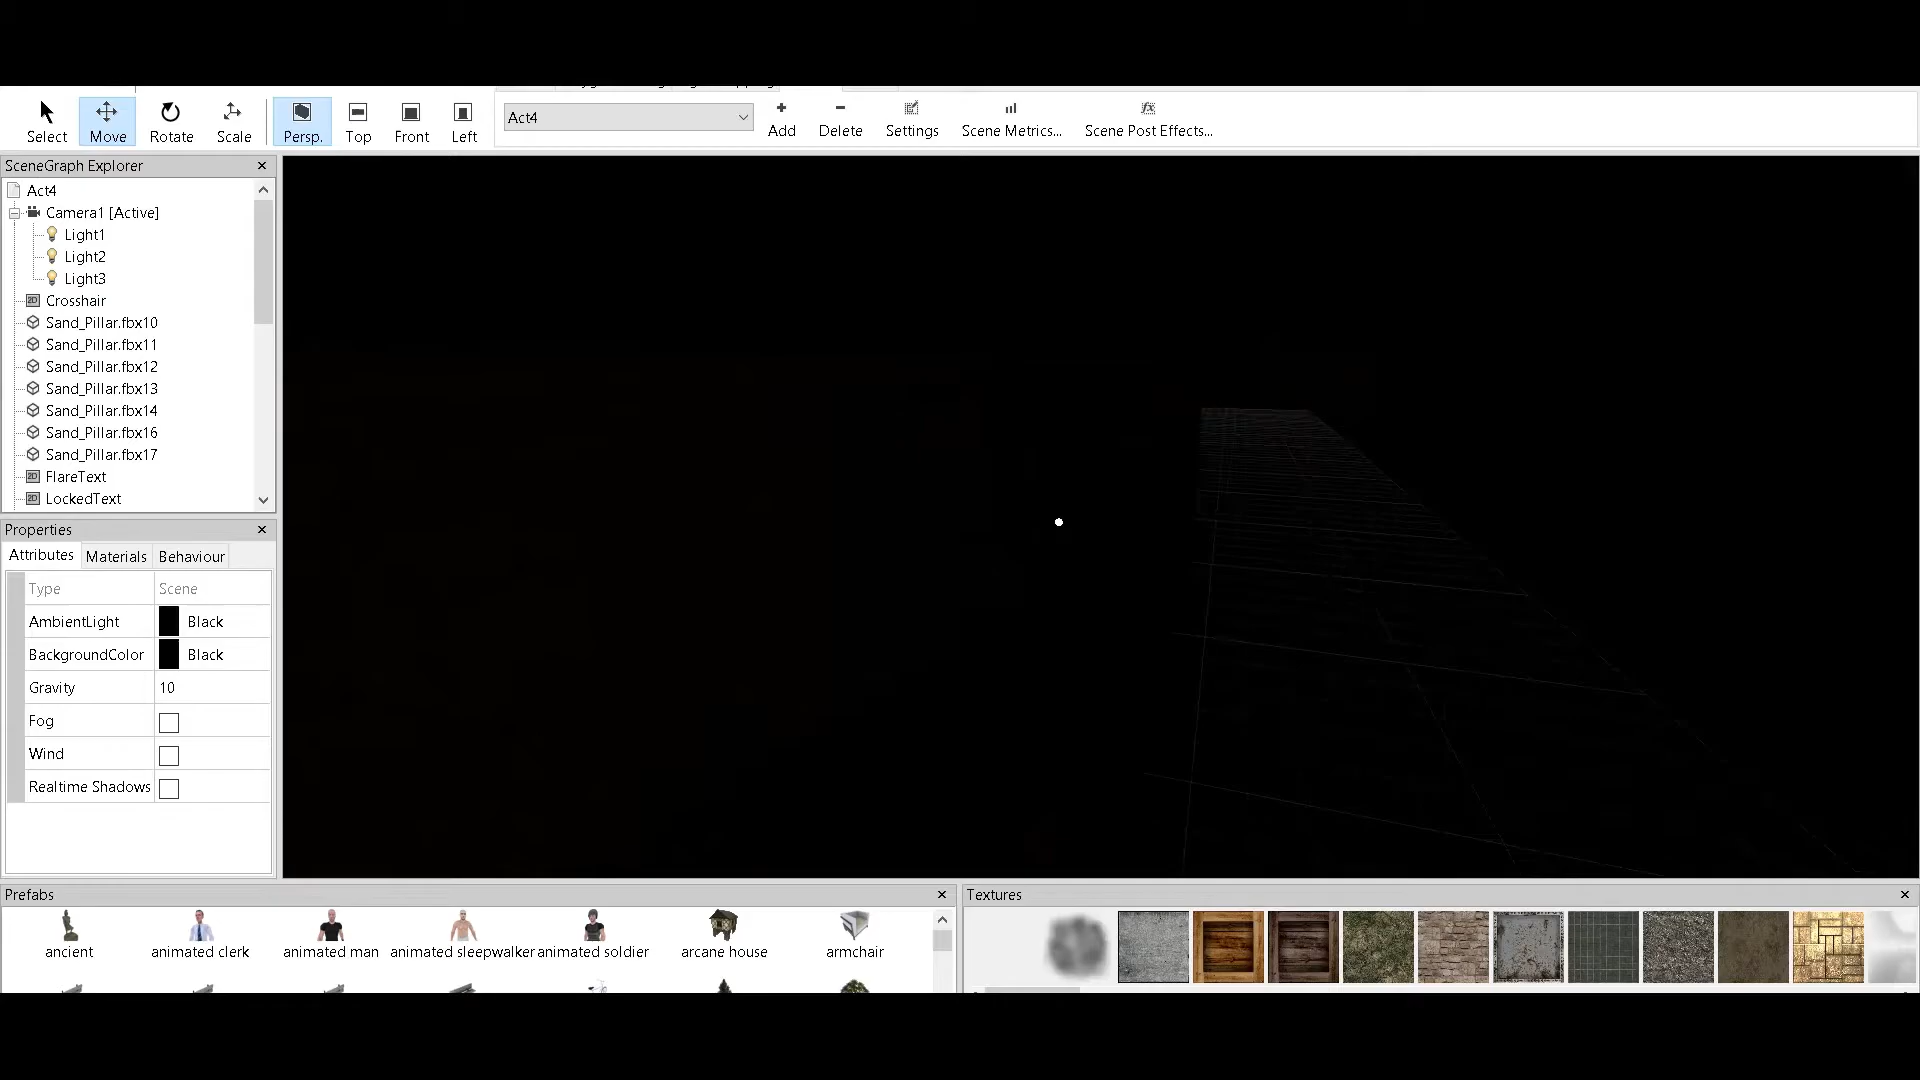 Select
Move
Rotate
Scale
Persp.
Top
Front
Left
Act4
Add
Delete
Settings
Scene Metrics...
Scene Post Effects...
SceneGraph Explorer
Act4
Camera1 [Active]
Light1
Light2
Light3
Crosshair
Sand_Pillar.fbx10
Sand_Pillar.fbx11
Sand_Pillar.fbx12
Sand_Pillar.fbx13
Sand_Pillar.fbx14
Sand_Pillar.fbx16
Sand_Pillar.fbx17
FlareText
LockedText
Properties
Attributes Materials Behaviour
Type Scene
AmbientLight Black
BackgroundColor Black
Gravity 10
Fog
Wind
Realtime Shadows
Prefabs
ancient
animated clerk
animated man
animated sleepwalker
animated soldier
arcane house
armchair
Textures